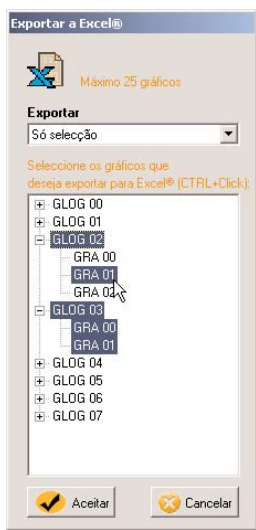 Exportar a Excel®
Máximo 25 gráficos
Exportar
Só selecção
Seleccione os gráficos que
deseja exportar para Excel® (CTRL+Click):
GLOG 00
GLOG 01
GLOG 02
GRA 00
GRA 01
GRA 02
GLOG 03
GRA 00
GRA 01
GLOG 04
GLOG 05
GLOG 06
GLOG 07
Aceitar
Cancelar